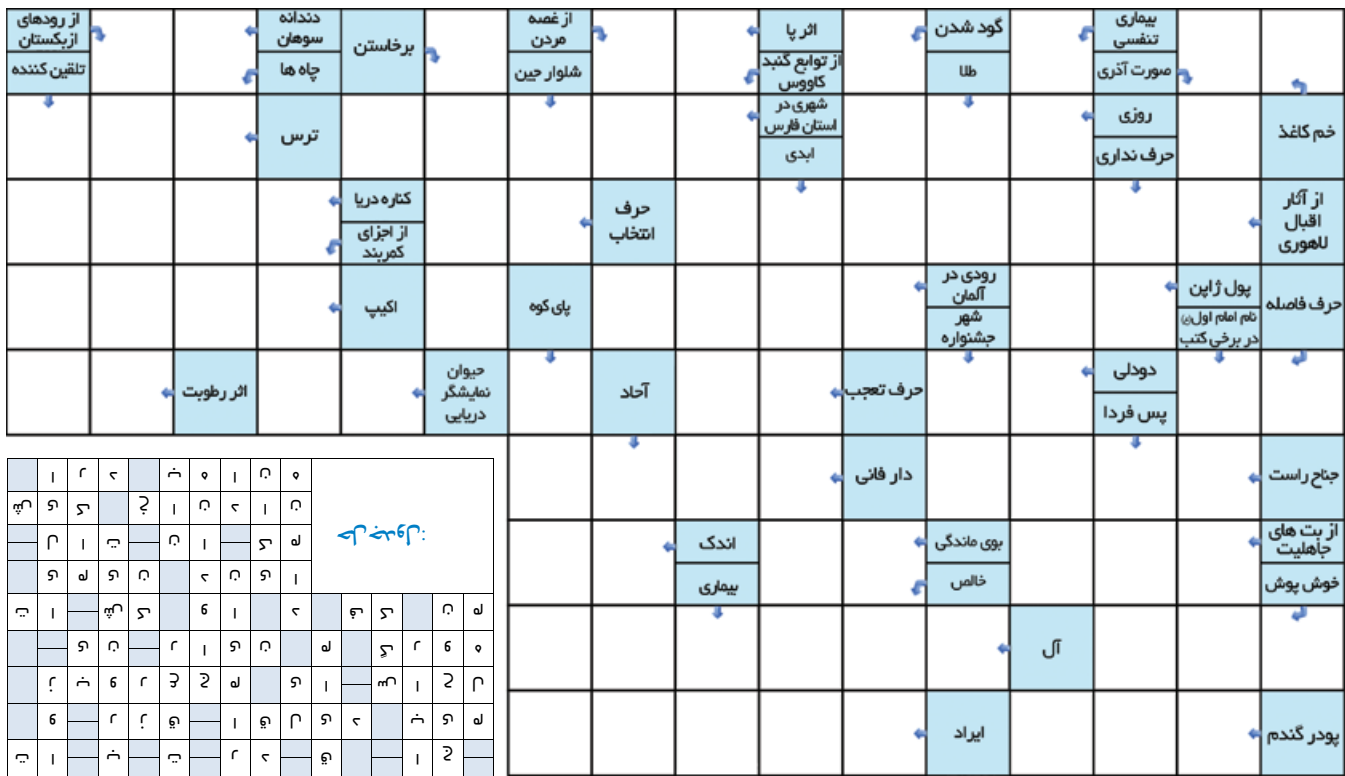 بیماری تنفسی
صورت آذری
گود شدن
طلا
اثر پا
از توابع گنبد کاووس
از غصه مردن
شلوار جین
برخاستن
دندانه سوهان
چاه ها
از رودهای ازبکستان
تلقین کننده
خم کاغذ
روزی
حرف نداری
شهری در استان فارس
ابدی
ترس
از آثار اقبال لاهوری
حرف انتخاب
کناره دریا
از اجزای کمربند
حرف فاصله
پول ژاپن
نام امام اول(ع) در برخی کتب
رودی در آلمان
شهر جشنواره
پای کوه
اکیپ
دودلی
پس فردا
حرف تعجب
آحاد
حیوان نمایشگر دریایی
اثر رطوبت
جناح راست
دار فانی
از بت های جاهلیت
خوش پوش
بوی ماندگی
خالص
اندک
بیماری
آل
پودر گندم
ایراد
حل جدول:
ت ا ب ت ر د ق ا ج
و ر ز ق ا ق ل ی د ب ی م
ز ب و ر ع ج م ی ا س ا ح ل
ی ن ر ا ی ن م گ ر و ه
ت ا ش ک و ا د ف ک ن م
ی م ی ن د ن ی ا
ل ا ت ن ا ک م
ش ی ک خ ا ن د ا ن
ا ر د ب ه ا ن ه